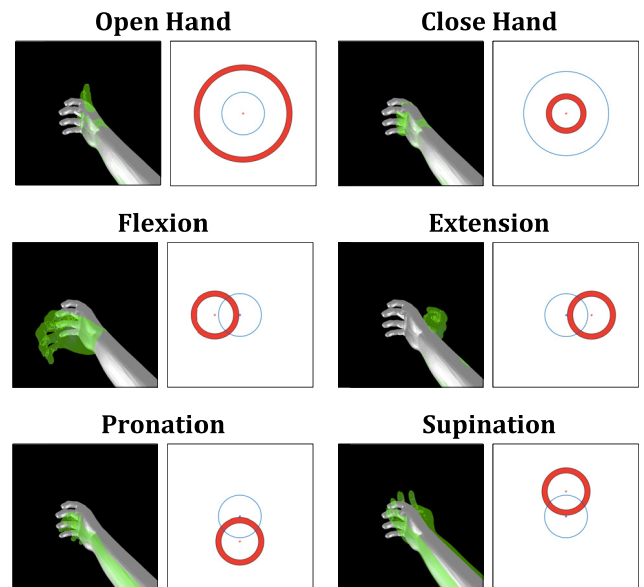 Open Hand
Close Hand
Flexion
Extension
Pronation
Supination